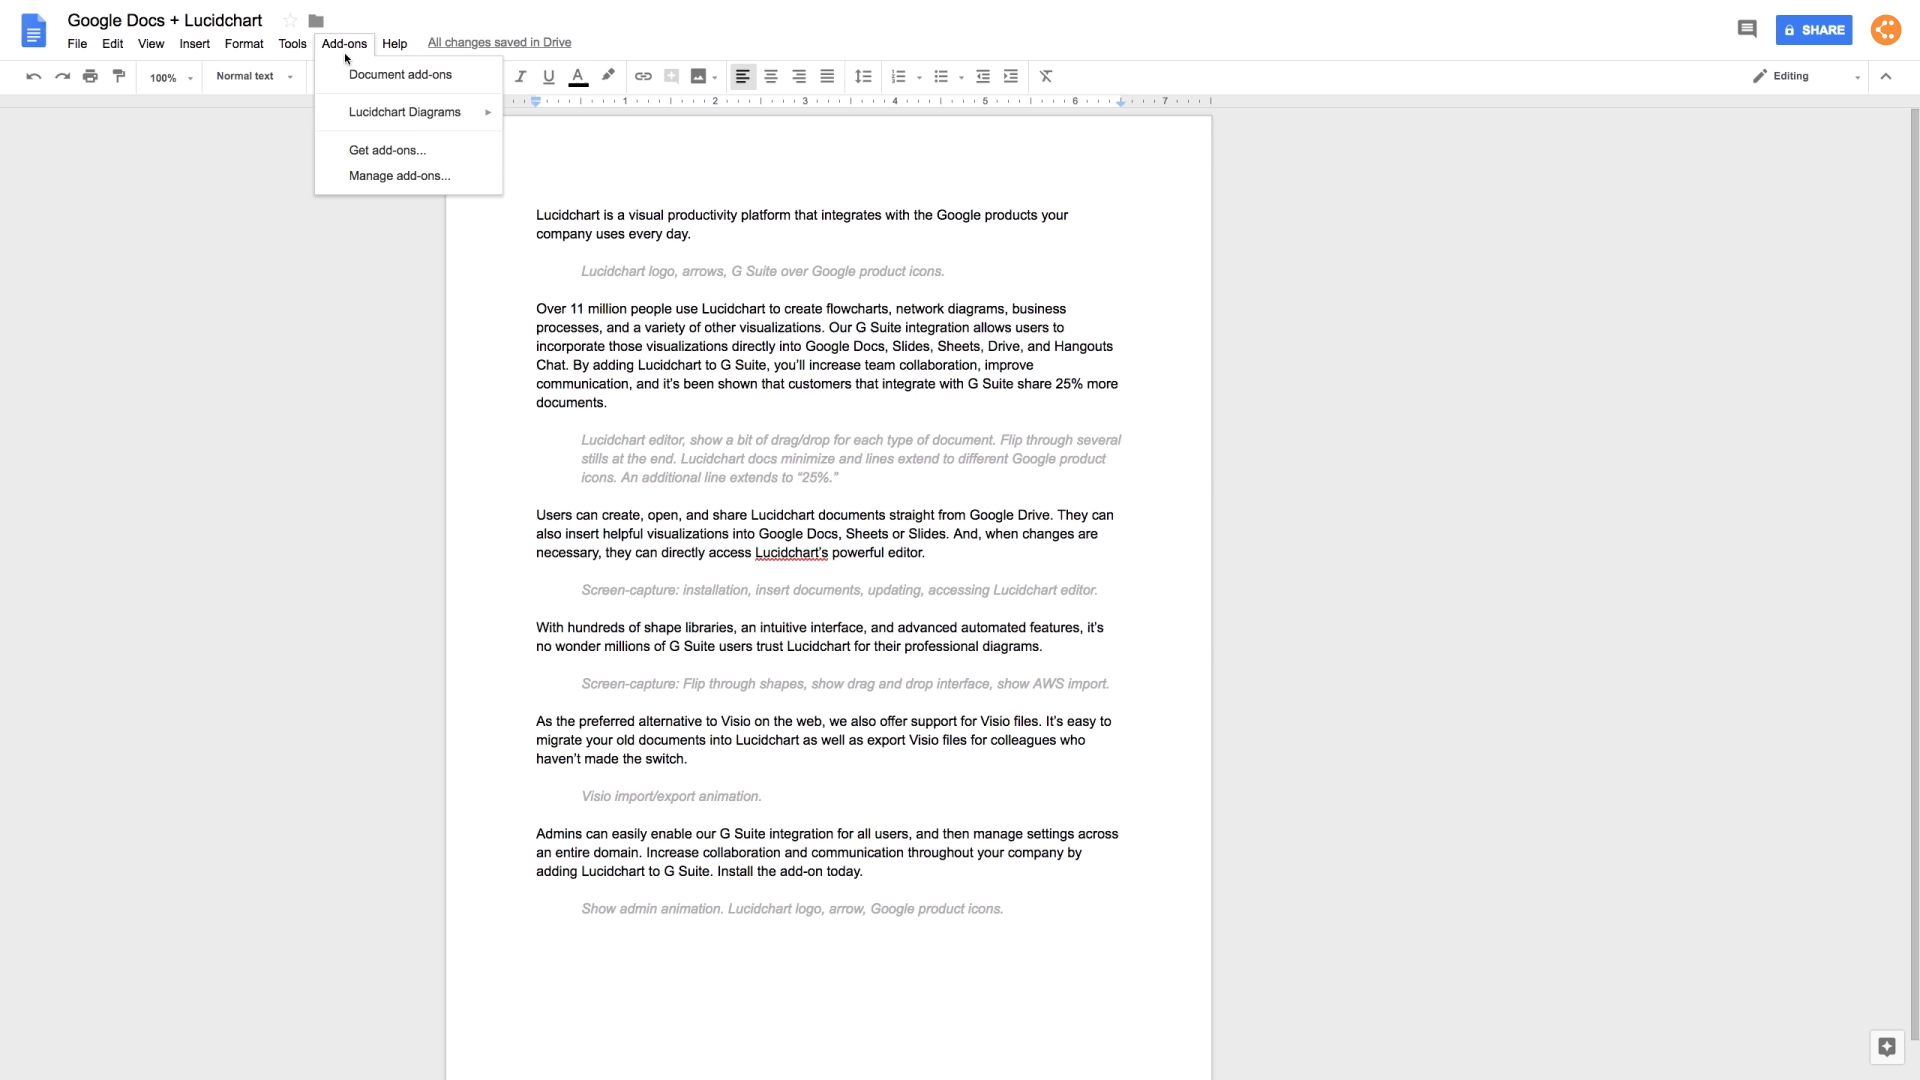 Google Docs + Lucidchart
File Edit View Insert Format Tools Add-ons Help All changes saved in Drive
SHARE
100% Normal text
Editing
Document add-ons
Lucidchart Diagrams
Get add-ons...
Manage add-ons...
1 2 3 4 5 6 7
Lucidchart is a visual productivity platform that integrates with the Google products your
company uses every day.
Lucidchart logo, arrows, G Suite over Google product icons.
Over 11 million people use Lucidchart to create flowcharts, network diagrams, business
processes, and a variety of other visualizations. Our G Suite integration allows users to
incorporate those visualizations directly into Google Docs, Slides, Sheets, Drive, and Hangouts
Chat. By adding Lucidchart to G Suite, you’ll increase team collaboration, improve
communication, and it’s been shown that customers that integrate with G Suite share 25% more
documents.
Lucidchart editor, show a bit of drag/drop for each type of document. Flip through several
stills at the end. Lucidchart docs minimize and lines extend to different Google product
icons. An additional line extends to “25%.”
Users can create, open, and share Lucidchart documents straight from Google Drive. They can
also insert helpful visualizations into Google Docs, Sheets or Slides. And, when changes are
necessary, they can directly access Lucidchart’s powerful editor.
Screen-capture: installation, insert documents, updating, accessing Lucidchart editor.
With hundreds of shape libraries, an intuitive interface, and advanced automated features, it’s
no wonder millions of G Suite users trust Lucidchart for their professional diagrams.
Screen-capture: Flip through shapes, show drag and drop interface, show AWS import.
As the preferred alternative to Visio on the web, we also offer support for Visio files. It’s easy to
migrate your old documents into Lucidchart as well as export Visio files for colleagues who
haven’t made the switch.
Visio import/export animation.
Admins can easily enable our G Suite integration for all users, and then manage settings across
an entire domain. Increase collaboration and communication throughout your company by
adding Lucidchart to G Suite. Install the add-on today.
Show admin animation. Lucidchart logo, arrow, Google product icons.